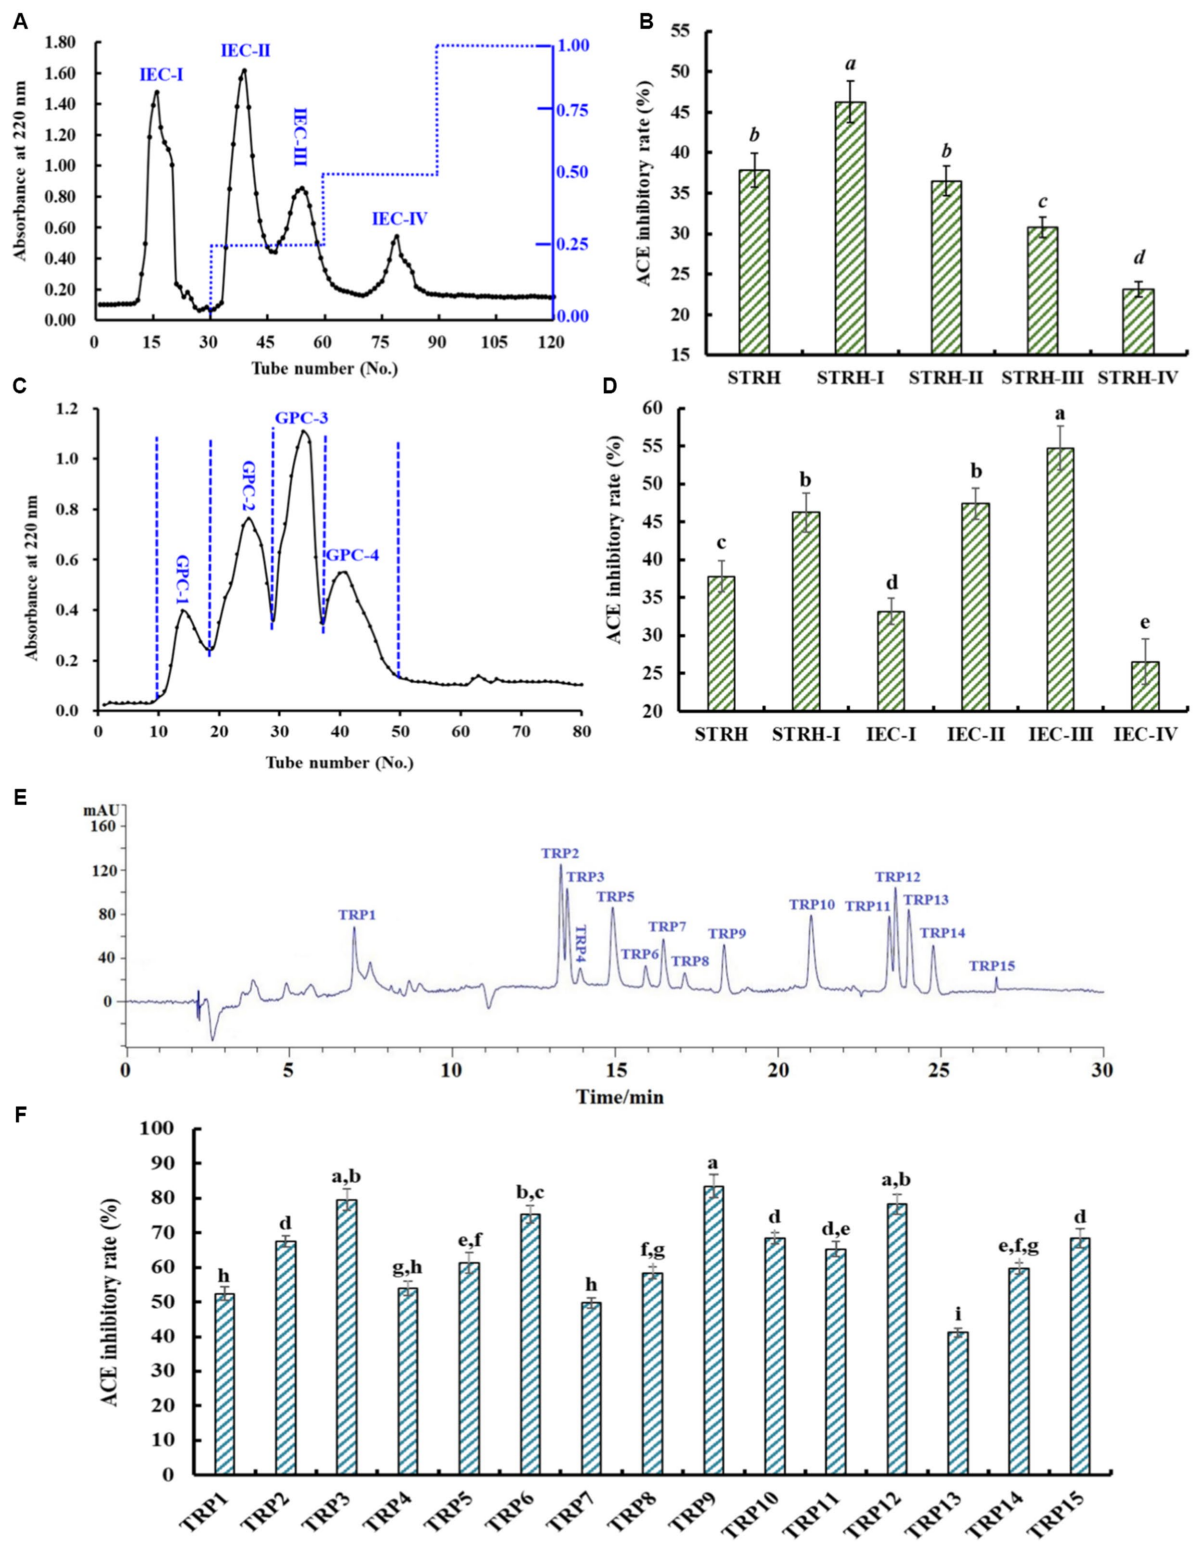 A
Absorbance at 220 nm
1.80
1.60
1.40
1.20
1.00
0.80
0.60
0.40
0.20
0.00
IEC-I
IEC-II
IEC-III
IEC-IV
1.00
0.75
0.50
0.25
0.00
0 15 30 45 60 75 90 105 120
Tube number (No.)
B
ACE inhibitory rate (%)
55
50
45
40
35
30
25
20
15
b
a
b
c
d
STRH STRH-I STRH-II STRH-III STRH-IV
C
Absorbance at 220 nm
1.2
1.0
0.8
0.6
0.4
0.2
0.0
GPC-1
GPC-2
GPC-3
GPC-4
0 10 20 30 40 50 60 70 80
Tube number (No.)
D
ACE inhibitory rate (%)
60
55
50
45
40
35
30
25
20
c
b
d
b
a
e
STRH STRH-I IEC-I IEC-II IEC-III IEC-IV
E
mAU
160
120
80
40
0
TRP1
TRP2
TRP3
TRP4
TRP5
TRP6
TRP7
TRP8
TRP9
TRP10
TRP11
TRP12
TRP13
TRP14
TRP15
0 5 10 15 20 25 30
Time/min
F
ACE inhibitory rate (%)
100
90
80
70
60
50
40
30
20
10
0
h
d
a,b
g,h
e,f
b,c
h
f,g
a
d
d,e
a,b
i
e,f,g
d
TRP1 TRP2 TRP3 TRP4 TRP5 TRP6 TRP7 TRP8 TRP9 TRP10 TRP11 TRP12 TRP13 TRP14 TRP15